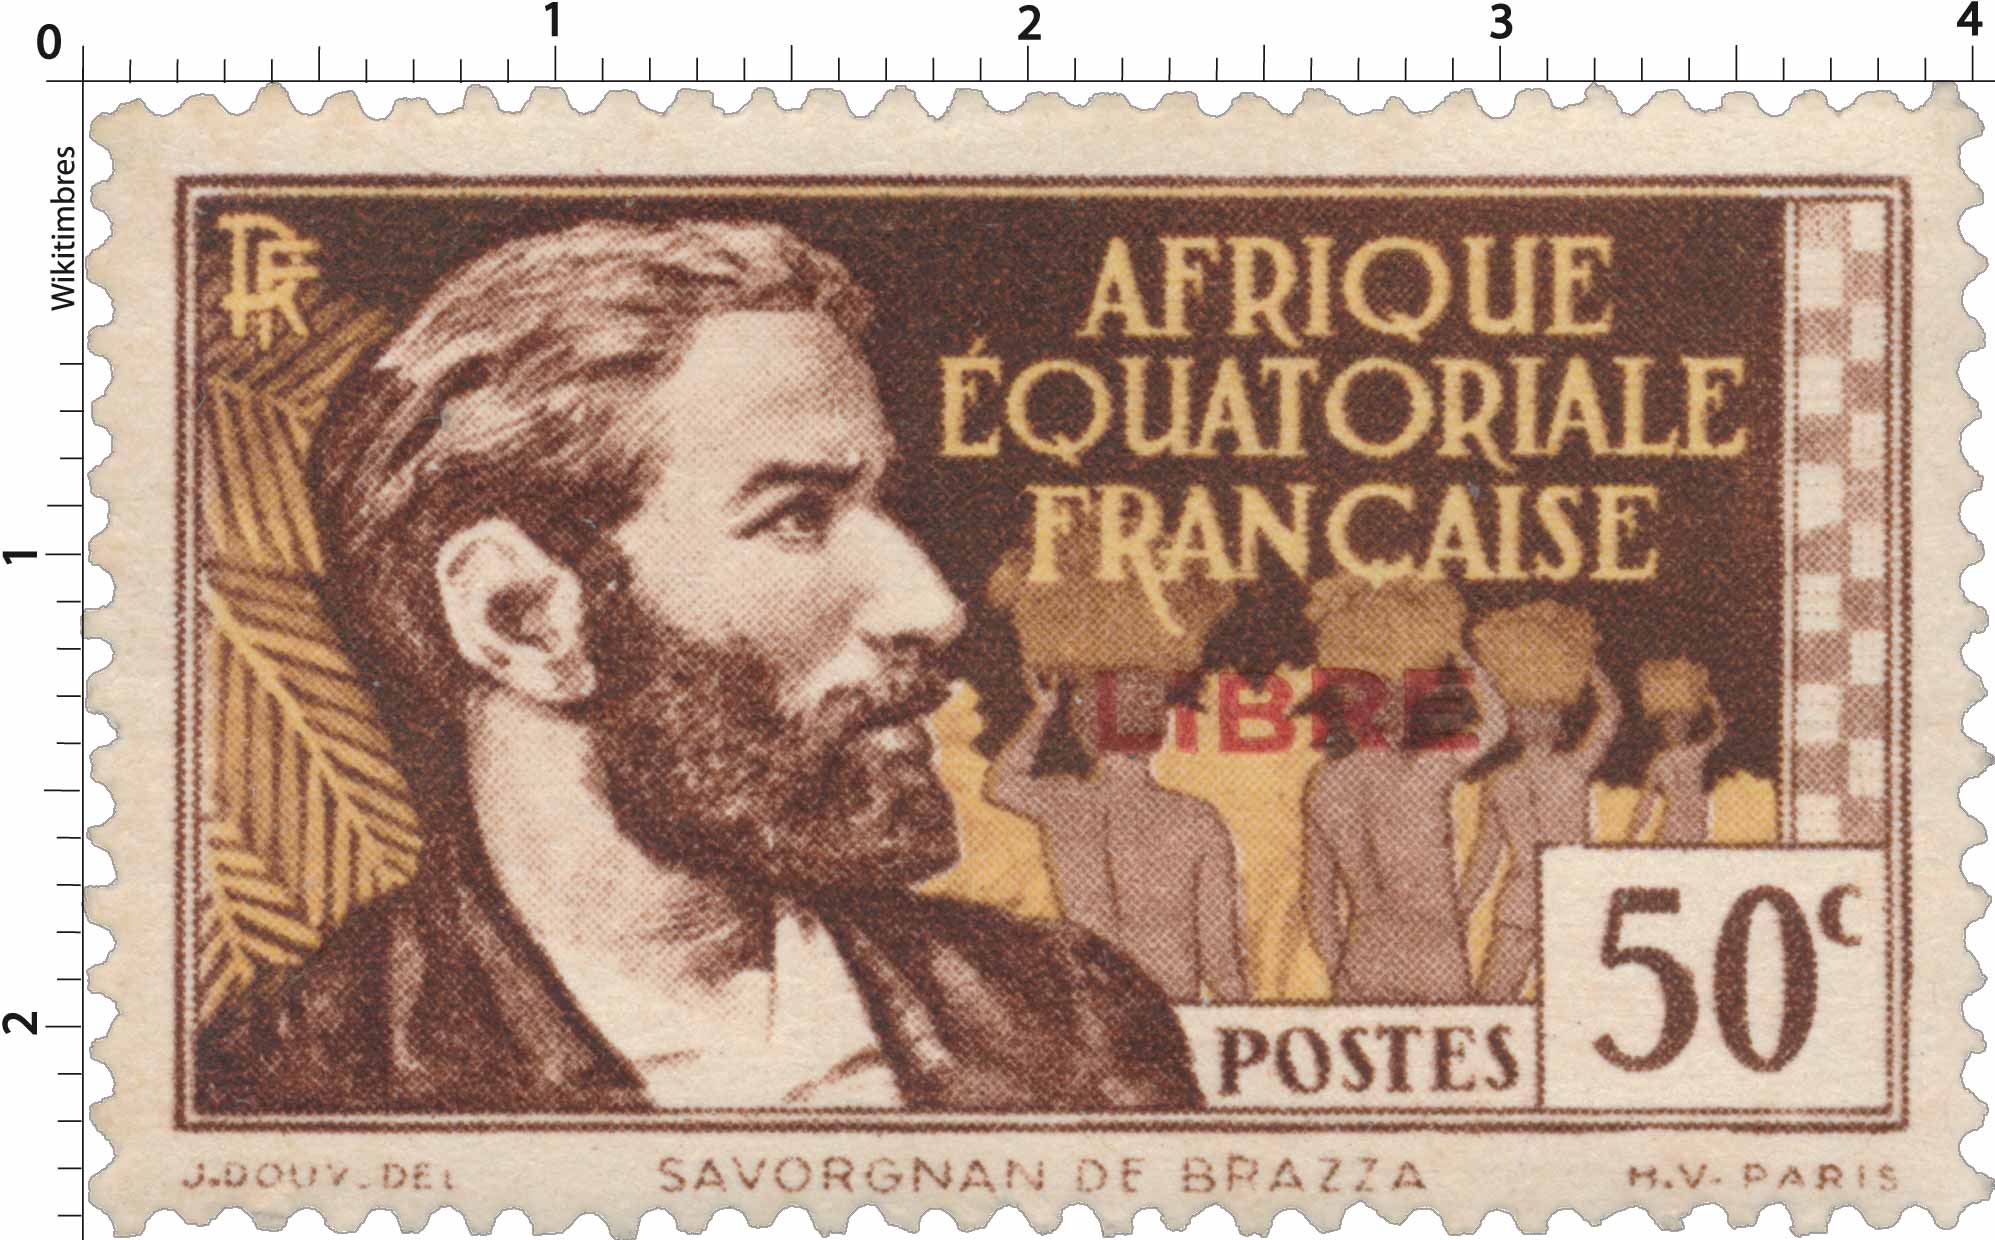 0 1 2 3 4
Wikitimbres
1
2
RF
AFRIQUE
ÉQUATORIALE
FRANÇAISE
LIBRE
50c
POSTES
J.DOUY.DEL SAVORGNAN DE BRAZZA H.V. PARIS